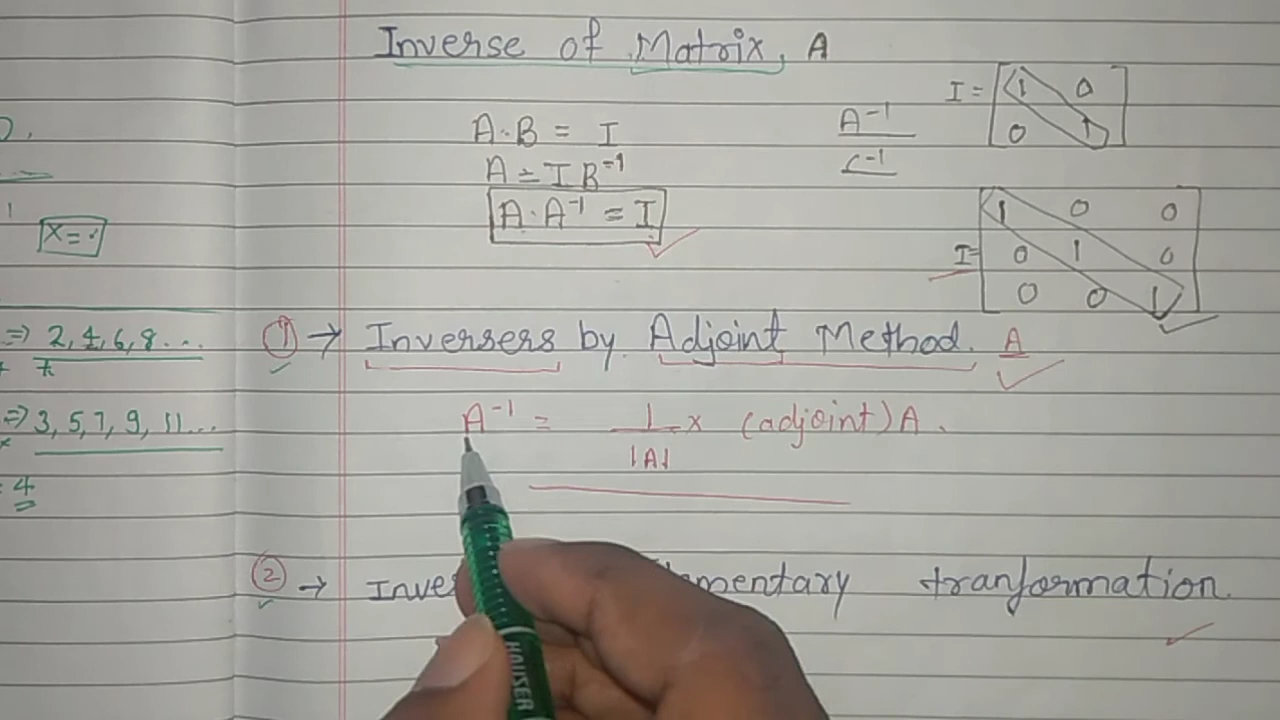 Inverse of Matrix, A
A·B = I
A = I B⁻¹
A·A⁻¹ = I
A⁻¹
I = [1 0
0 1]
I = [1 0 0
0 1 0
0 0 1]
x =
⇒ 2, 4, 6, 8...
⇒ 3, 5, 7, 9, 11...
= 4
① → Inversers by Adjoint Method. A
A⁻¹ = 1/|A| × (adjoint) A.
② → Inve mentary tranformation.
HAUSER